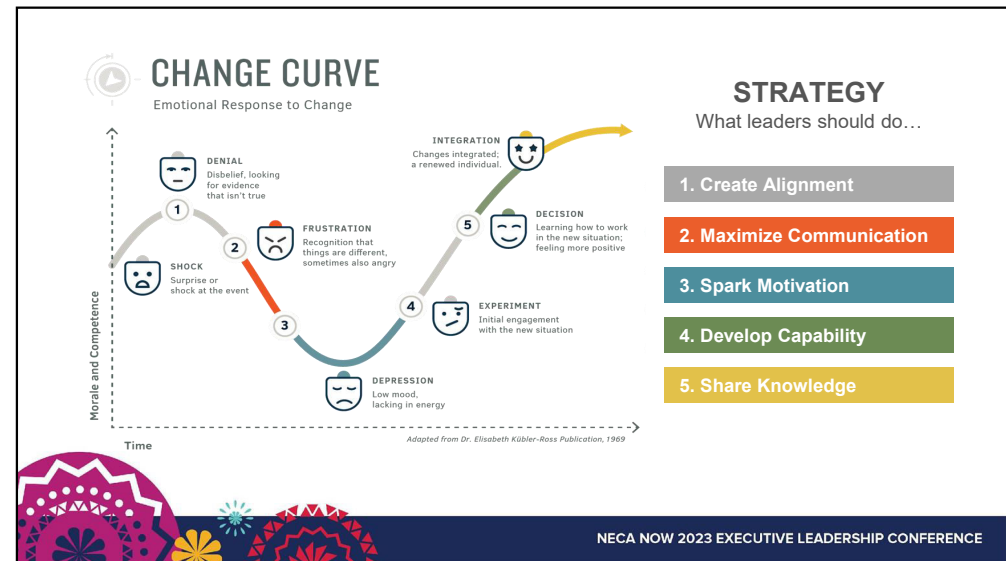 CHANGE CURVE
Emotional Response to Change
Morale and Competence
SHOCK
Surprise or
shock at the event
1
DENIAL
Disbelief, looking
for evidence
that isn't true
2
FRUSTRATION
Recognition that
things are different,
sometimes also angry
3
DEPRESSION
Low mood,
lacking in energy
4
EXPERIMENT
Initial engagement
with the new situation
5
DECISION
Learning how to work
in the new situation;
feeling more positive
INTEGRATION
Changes integrated;
a renewed individual.
Time
Adapted from Dr. Elisabeth Kübler-Ross Publication, 1969
STRATEGY
What leaders should do…
1. Create Alignment
2. Maximize Communication
3. Spark Motivation
4. Develop Capability
5. Share Knowledge
NECA NOW 2023 EXECUTIVE LEADERSHIP CONFERENCE